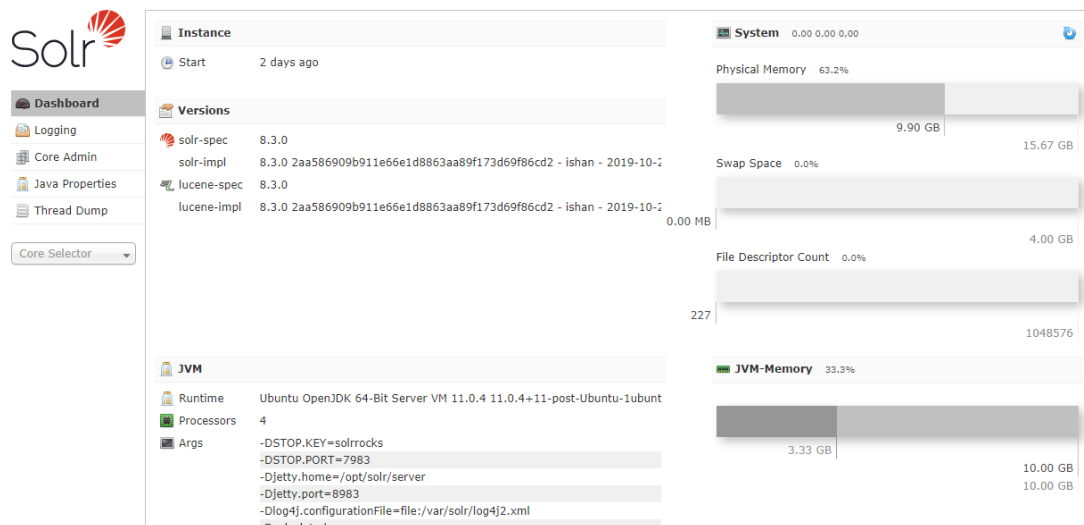 Solr
Dashboard
Logging
Core Admin
Java Properties
Thread Dump
Core Selector
Instance
Start 2 days ago
Versions
solr-spec 8.3.0
solr-impl 8.3.0 2aa586909b911e66e1d8863aa89f173d69f86cd2 - ishan - 2019-10-2
lucene-spec 8.3.0
lucene-impl 8.3.0 2aa586909b911e66e1d8863aa89f173d69f86cd2 - ishan - 2019-10-2
JVM
Runtime Ubuntu OpenJDK 64-Bit Server VM 11.0.4 11.0.4+11-post-Ubuntu-1ubunt
Processors 4
Args -DSTOP.KEY=solrrocks
-DSTOP.PORT=7983
-Djetty.home=/opt/solr/server
-Djetty.port=8983
-Dlog4j.configurationFile=file:/var/solr/log4j2.xml
System 0.00 0.00 0.00
Physical Memory 63.2%
9.90 GB
15.67 GB
Swap Space 0.0%
0.00 MB
4.00 GB
File Descriptor Count 0.0%
227
1048576
JVM-Memory 33.3%
3.33 GB
10.00 GB
10.00 GB